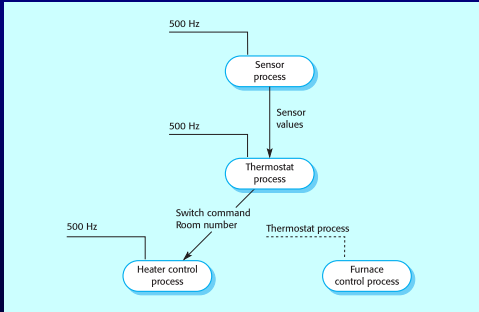 500 Hz
Sensor
process
Sensor
values
500 Hz
Thermostat
process
Switch command
Room number
500 Hz
Thermostat process
Heater control
process
Furnace
control process